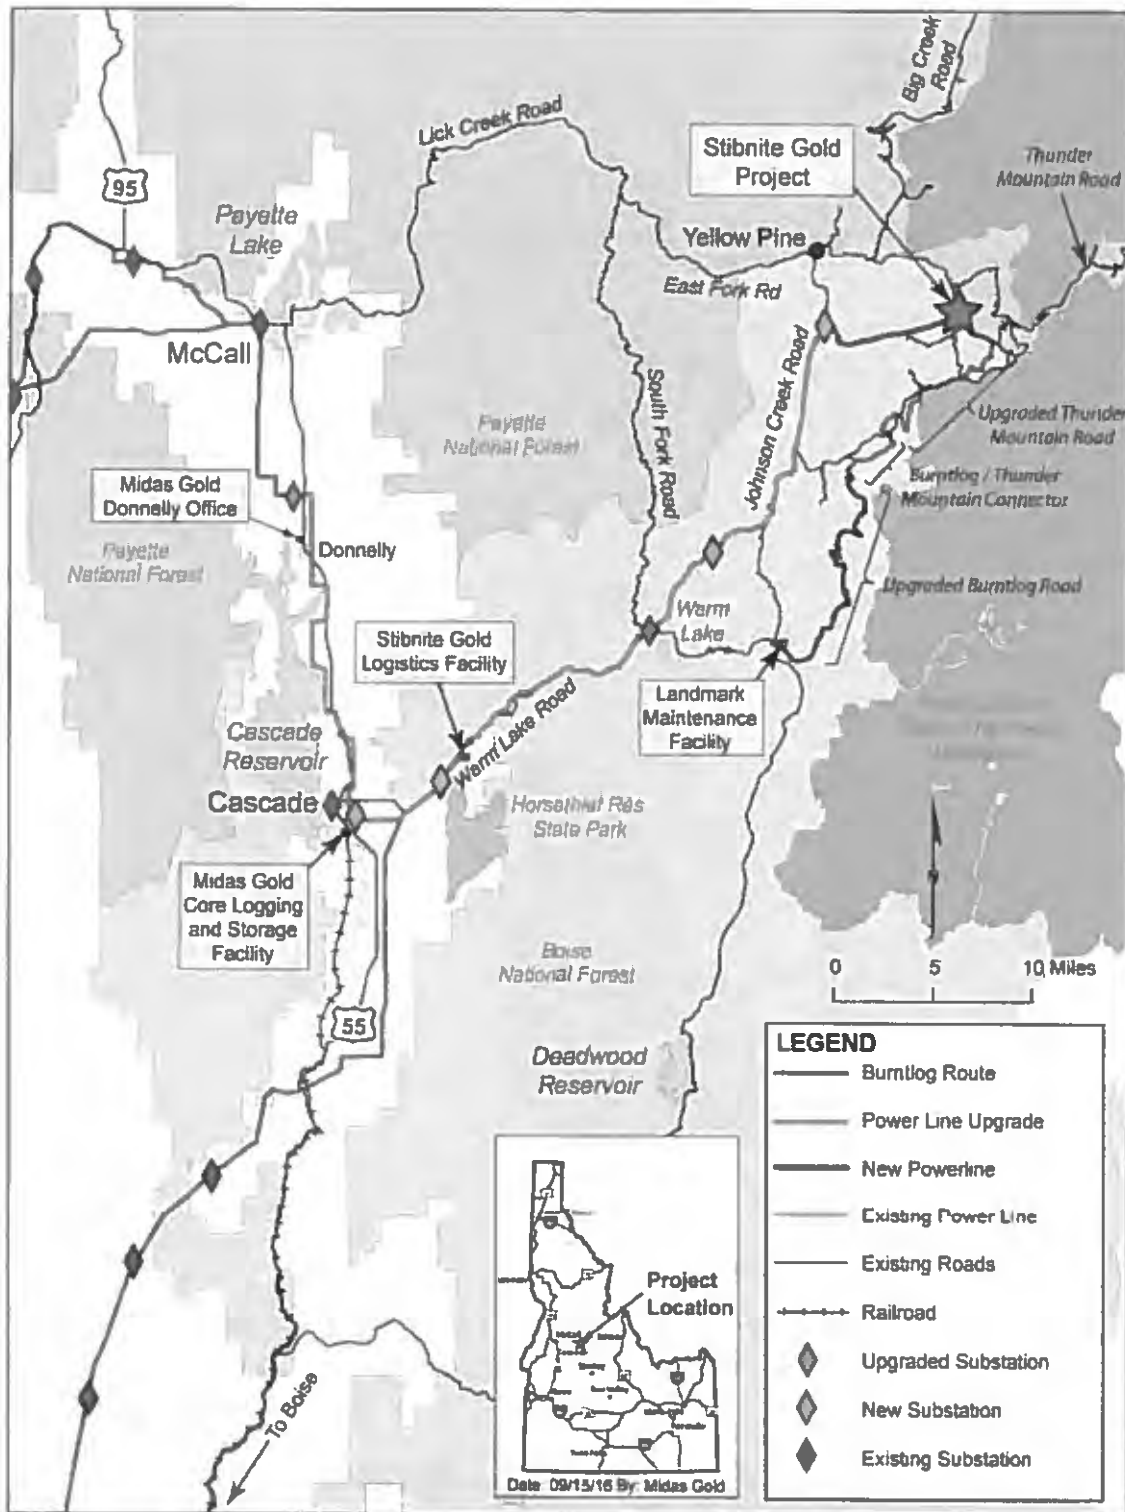 Big Creek
Road
Lick Creek Road
Stibnite Gold
Project
Thunder
Mountain Road
95
Payette
Lake
Yellow Pine
East Fork Rd
McCall
South Fork Road
Johnson Creek Road
Upgraded Thunder
Mountain Road
Payette
National Forest
Midas Gold
Donnelly Office
Burntlog / Thunder
Mountain Connector
Donnelly
Payette
National Forest
Upgraded Burntlog Road
Warm
Lake
Stibnite Gold
Logistics Facility
Landmark
Maintenance
Facility
Warm Lake Road
Cascade
Reservoir
Cascade
State Park
Midas Gold
Core Logging
and Storage
Facility
Boise
National Forest
0 5 10 Miles
55
Deadwood
Reservoir
LEGEND
Burntlog Route
Power Line Upgrade
New Powerline
Existing Power Line
Existing Roads
Railroad
Upgraded Substation
New Substation
Existing Substation
Project
Location
To Boise
Date: 09/15/16 By: Midas Gold